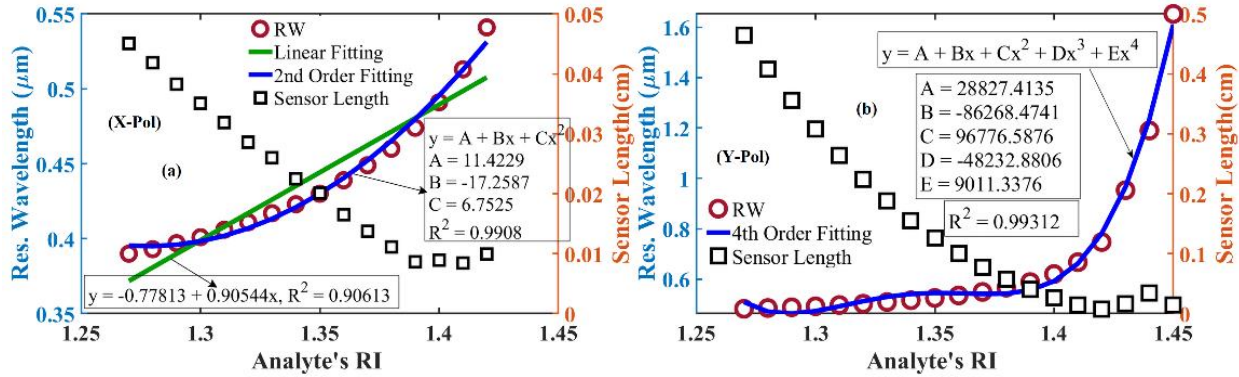 0.55
0.5
0.45
0.4
0.35
Res. Wavelength (μm)
RW
Linear Fitting
2nd Order Fitting
Sensor Length
(X-Pol)
(a)
y = A + Bx + Cx²
A = 11.4229
B = -17.2587
C = 6.7525
R² = 0.9908
y = -0.77813 + 0.90544x, R² = 0.90613
0.05
0.04
0.03
0.02
0.01
0
Sensor Length(cm)
1.25 1.3 1.35 1.4 1.45
Analyte's RI
1.6
1.4
1.2
1
0.8
0.6
Res. Wavelength (μm)
y = A + Bx + Cx² + Dx³ + Ex⁴
(b)
A = 28827.4135
B = -86268.4741
C = 96776.5876
D = -48232.8806
E = 9011.3376
(Y-Pol)
R² = 0.99312
RW
4th Order Fitting
Sensor Length
0.5
0.4
0.3
0.2
0.1
0
Sensor Length(cm)
1.25 1.3 1.35 1.4 1.45
Analyte's RI